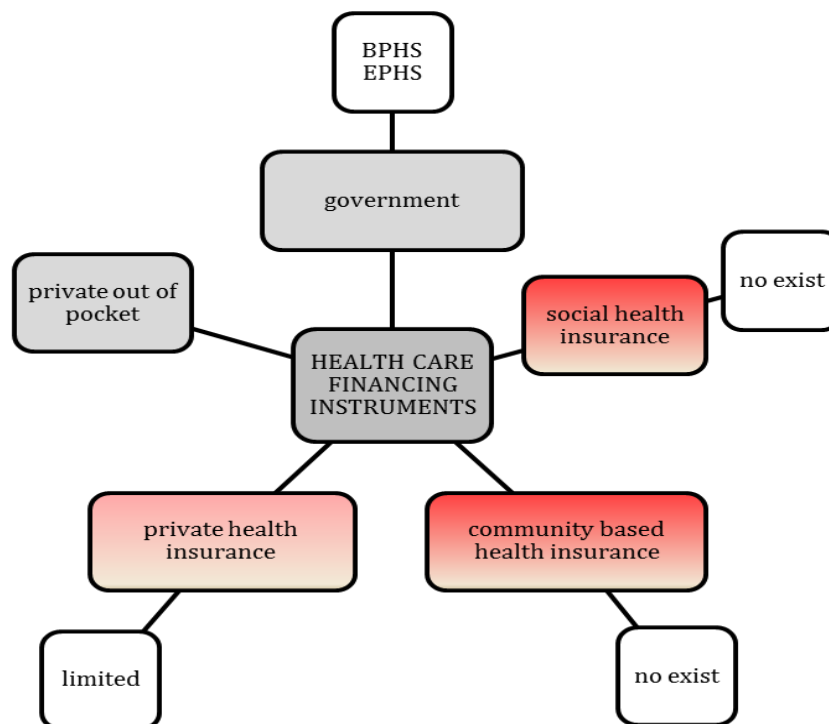 BPHS
EPHS
government
private out of
pocket
social health
insurance
no exist
HEALTH CARE
FINANCING
INSTRUMENTS
private health
insurance
community based
health insurance
limited
no exist